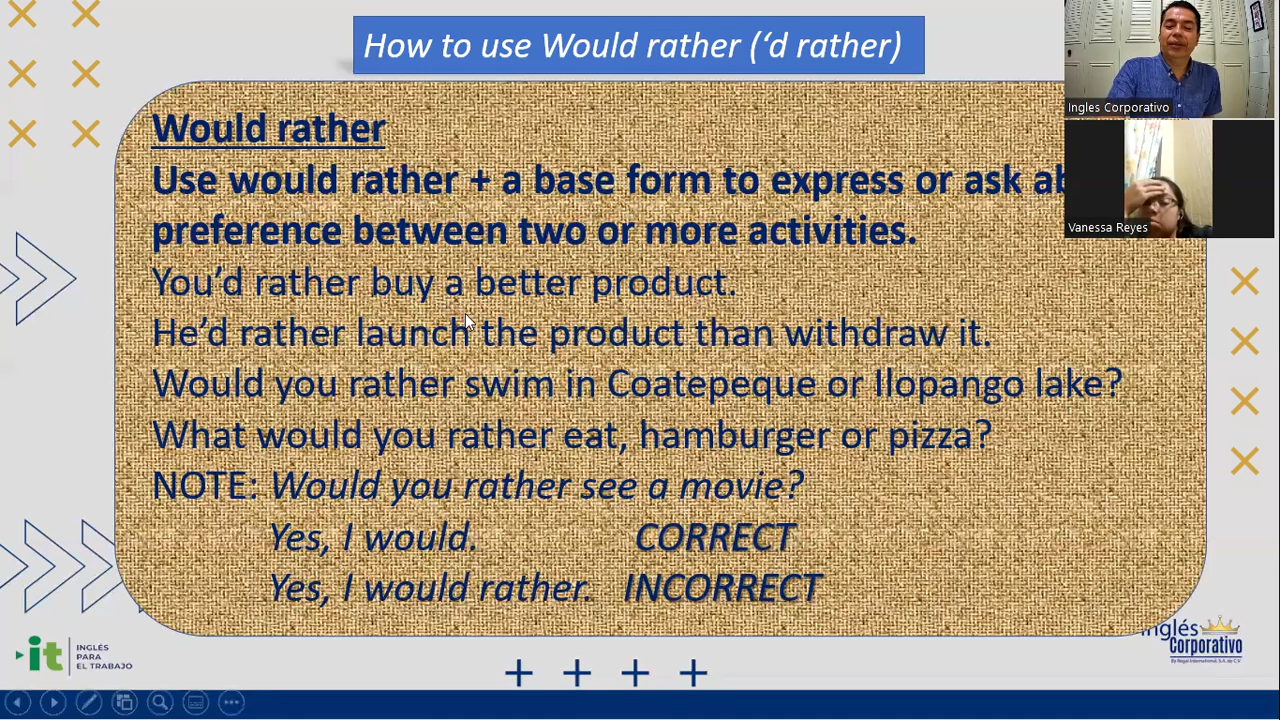 How to use Would rather ('d rather)
Would rather
Use would rather + a base form to express or ask
preference between two or more activities.
You'd rather buy a better product.
He'd rather launch the product than withdraw it.
Would you rather swim in Coatepeque or Ilopango lake?
What would you rather eat, hamburger or pizza?
NOTE: Would you rather see a movie?
Yes, I would. CORRECT
Yes, I would rather. INCORRECT
Ingles Corporativo
Vanessa Reyes
it INGLÉS
PARA
EL TRABAJO
Inglés
Corporativo